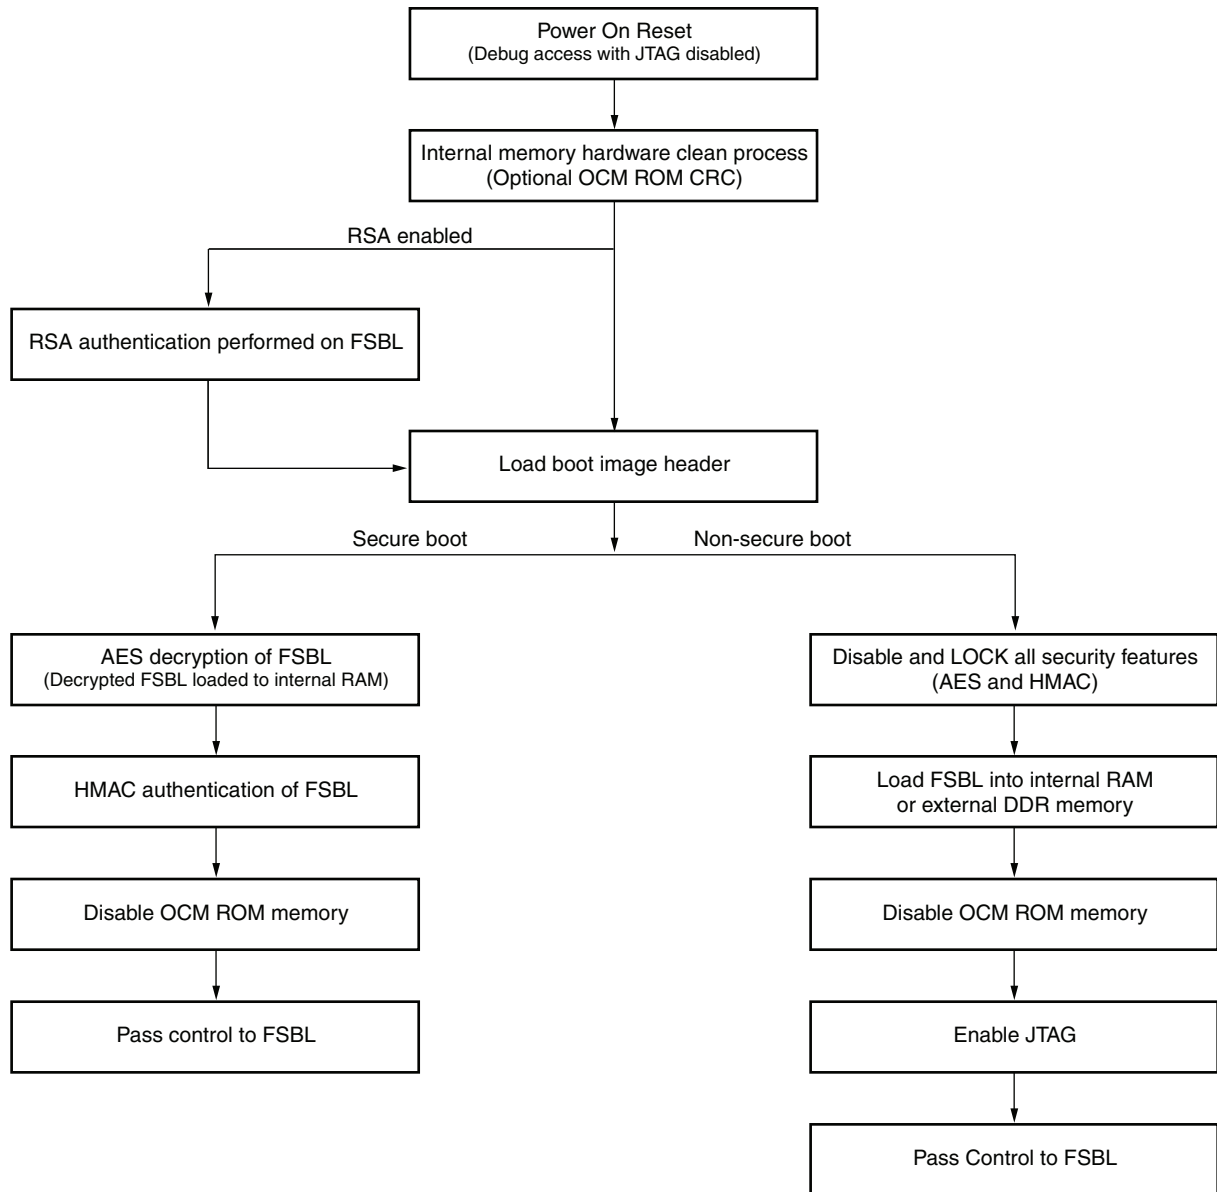 Power On Reset
(Debug access with JTAG disabled)
Internal memory hardware clean process
(Optional OCM ROM CRC)
RSA enabled
RSA authentication performed on FSBL
Load boot image header
Secure boot
Non-secure boot
AES decryption of FSBL
(Decrypted FSBL loaded to internal RAM)
Disable and LOCK all security features
(AES and HMAC)
HMAC authentication of FSBL
Load FSBL into internal RAM
or external DDR memory
Disable OCM ROM memory
Disable OCM ROM memory
Pass control to FSBL
Enable JTAG
Pass Control to FSBL